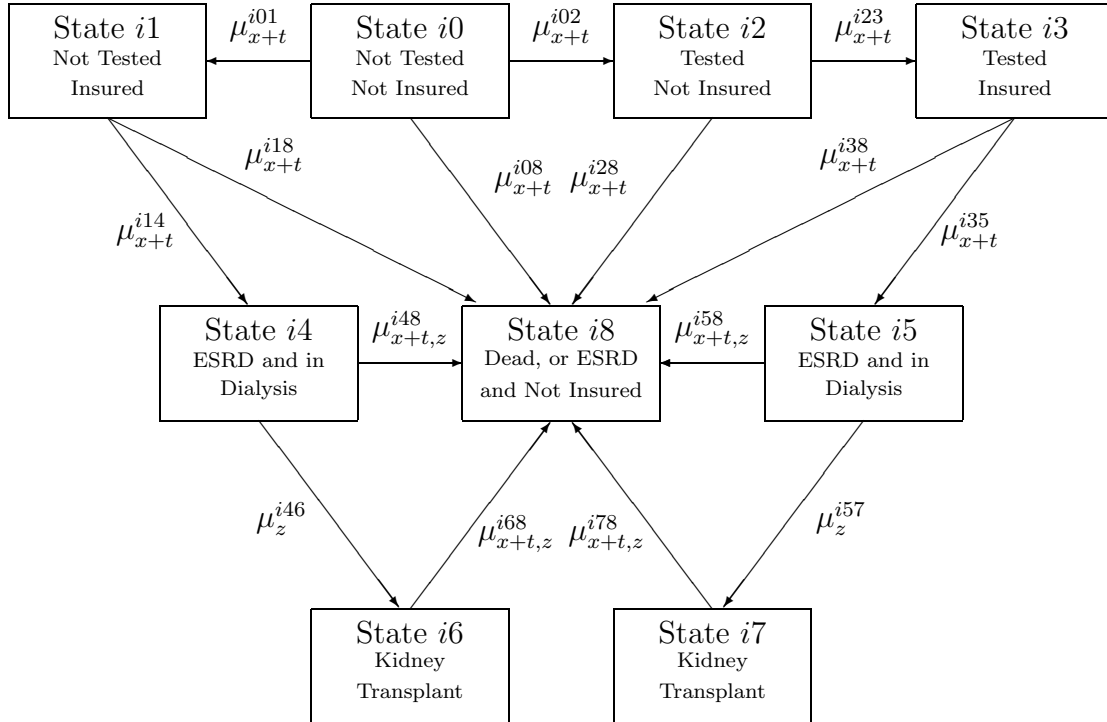 State i1
Not Tested
Insured
μ^{i01}_{x+t}
State i0
Not Tested
Not Insured
μ^{i02}_{x+t}
State i2
Tested
Not Insured
μ^{i23}_{x+t}
State i3
Tested
Insured
μ^{i18}_{x+t}
μ^{i08}_{x+t}
μ^{i28}_{x+t}
μ^{i38}_{x+t}
μ^{i14}_{x+t}
μ^{i35}_{x+t}
State i4
ESRD and in
Dialysis
μ^{i48}_{x+t,z}
State i8
Dead, or ESRD
and Not Insured
μ^{i58}_{x+t,z}
State i5
ESRD and in
Dialysis
μ^{i46}_{z}
μ^{i68}_{x+t,z}
μ^{i78}_{x+t,z}
μ^{i57}_{z}
State i6
Kidney
Transplant
State i7
Kidney
Transplant